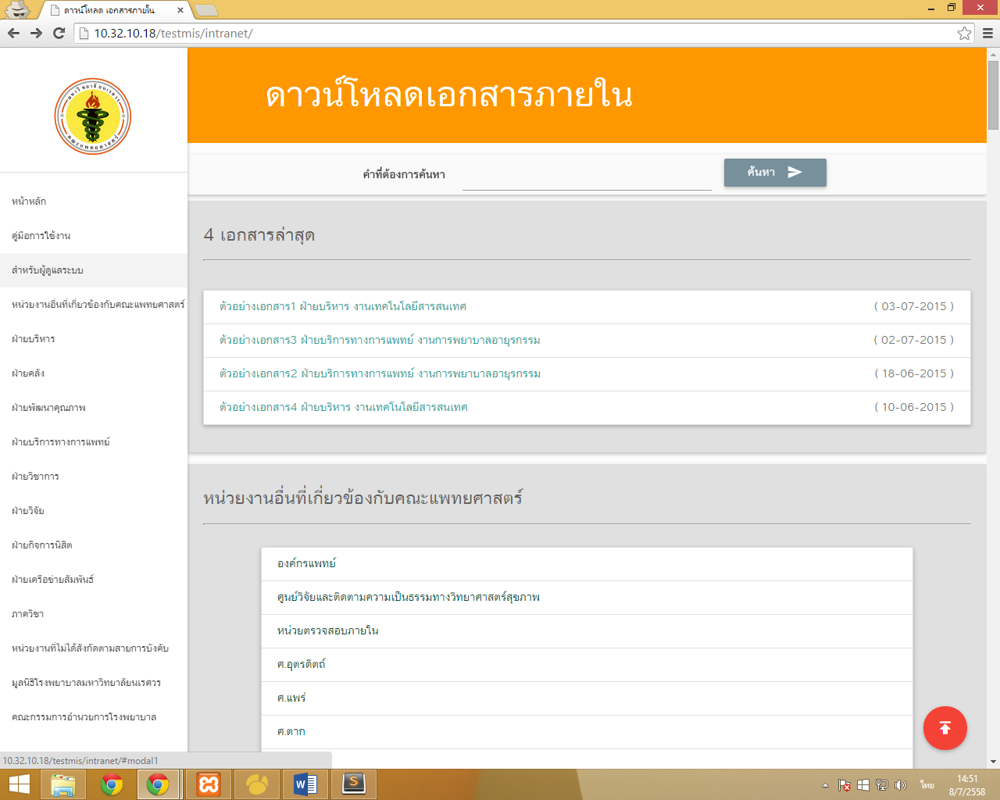 ดาวน์โหลด เอกสารภายใน
10.32.10.18/testmis/intranet/
มหาวิทยาลัยนเรศวร
คณะแพทยศาสตร์
หน้าหลัก
คู่มือการใช้งาน
สำหรับผู้ดูแลระบบ
หน่วยงานอื่นที่เกี่ยวข้องกับคณะแพทยศาสตร์
ฝ่ายบริหาร
ฝ่ายคลัง
ฝ่ายพัฒนาคุณภาพ
ฝ่ายบริการทางการแพทย์
ฝ่ายวิชาการ
ฝ่ายวิจัย
ฝ่ายกิจการนิสิต
ฝ่ายเครือข่ายสัมพันธ์
ภาควิชา
หน่วยงานที่ไม่ได้สังกัดตามสายการบังคับ
มูลนิธิโรงพยาบาลมหาวิทยาลัยนเรศวร
คณะกรรมการอำนวยการโรงพยาบาล
ดาวน์โหลดเอกสารภายใน
คำที่ต้องการค้นหา
ค้นหา
4 เอกสารล่าสุด
ตัวอย่างเอกสาร1 ฝ่ายบริหาร งานเทคโนโลยีสารสนเทศ ( 03-07-2015 )
ตัวอย่างเอกสาร3 ฝ่ายบริการทางการแพทย์ งานการพยาบาลอายุรกรรม ( 02-07-2015 )
ตัวอย่างเอกสาร2 ฝ่ายบริการทางการแพทย์ งานการพยาบาลอายุรกรรม ( 18-06-2015 )
ตัวอย่างเอกสาร4 ฝ่ายบริหาร งานเทคโนโลยีสารสนเทศ ( 10-06-2015 )
หน่วยงานอื่นที่เกี่ยวข้องกับคณะแพทยศาสตร์
องค์กรแพทย์
ศูนย์วิจัยและติดตามความเป็นธรรมทางวิทยาศาสตร์สุขภาพ
หน่วยตรวจสอบภายใน
ศ.อุตรดิตถ์
ศ.แพร่
ศ.ตาก
10.32.10.18/testmis/intranet/#modal1
ไทย
14:51
8/7/2558